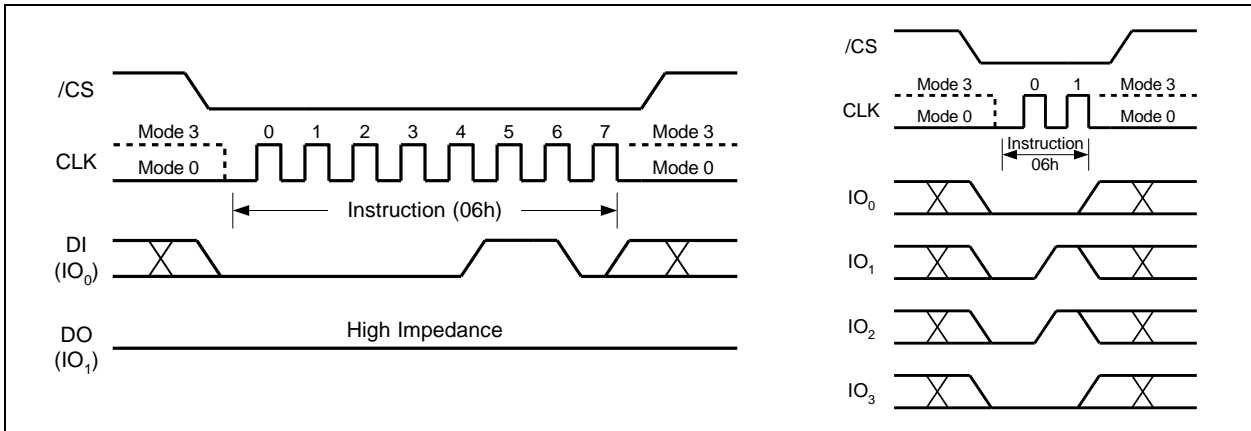 /CS
Mode 3 0 1 2 3 4 5 6 7 Mode 3
CLK
Mode 0 Mode 0
Instruction (06h)
DI
(IO0)
High Impedance
DO
(IO1)
/CS
Mode 3 0 1 Mode 3
CLK
Mode 0 Mode 0
Instruction
06h
IO0
IO1
IO2
IO3